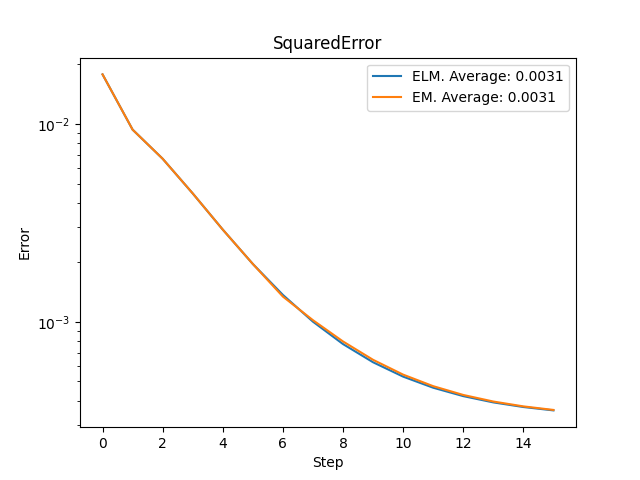 SquaredError
ELM. Average: 0.0031
EM. Average: 0.0031
Error
10⁻²
10⁻³
0 2 4 6 8 10 12 14
Step